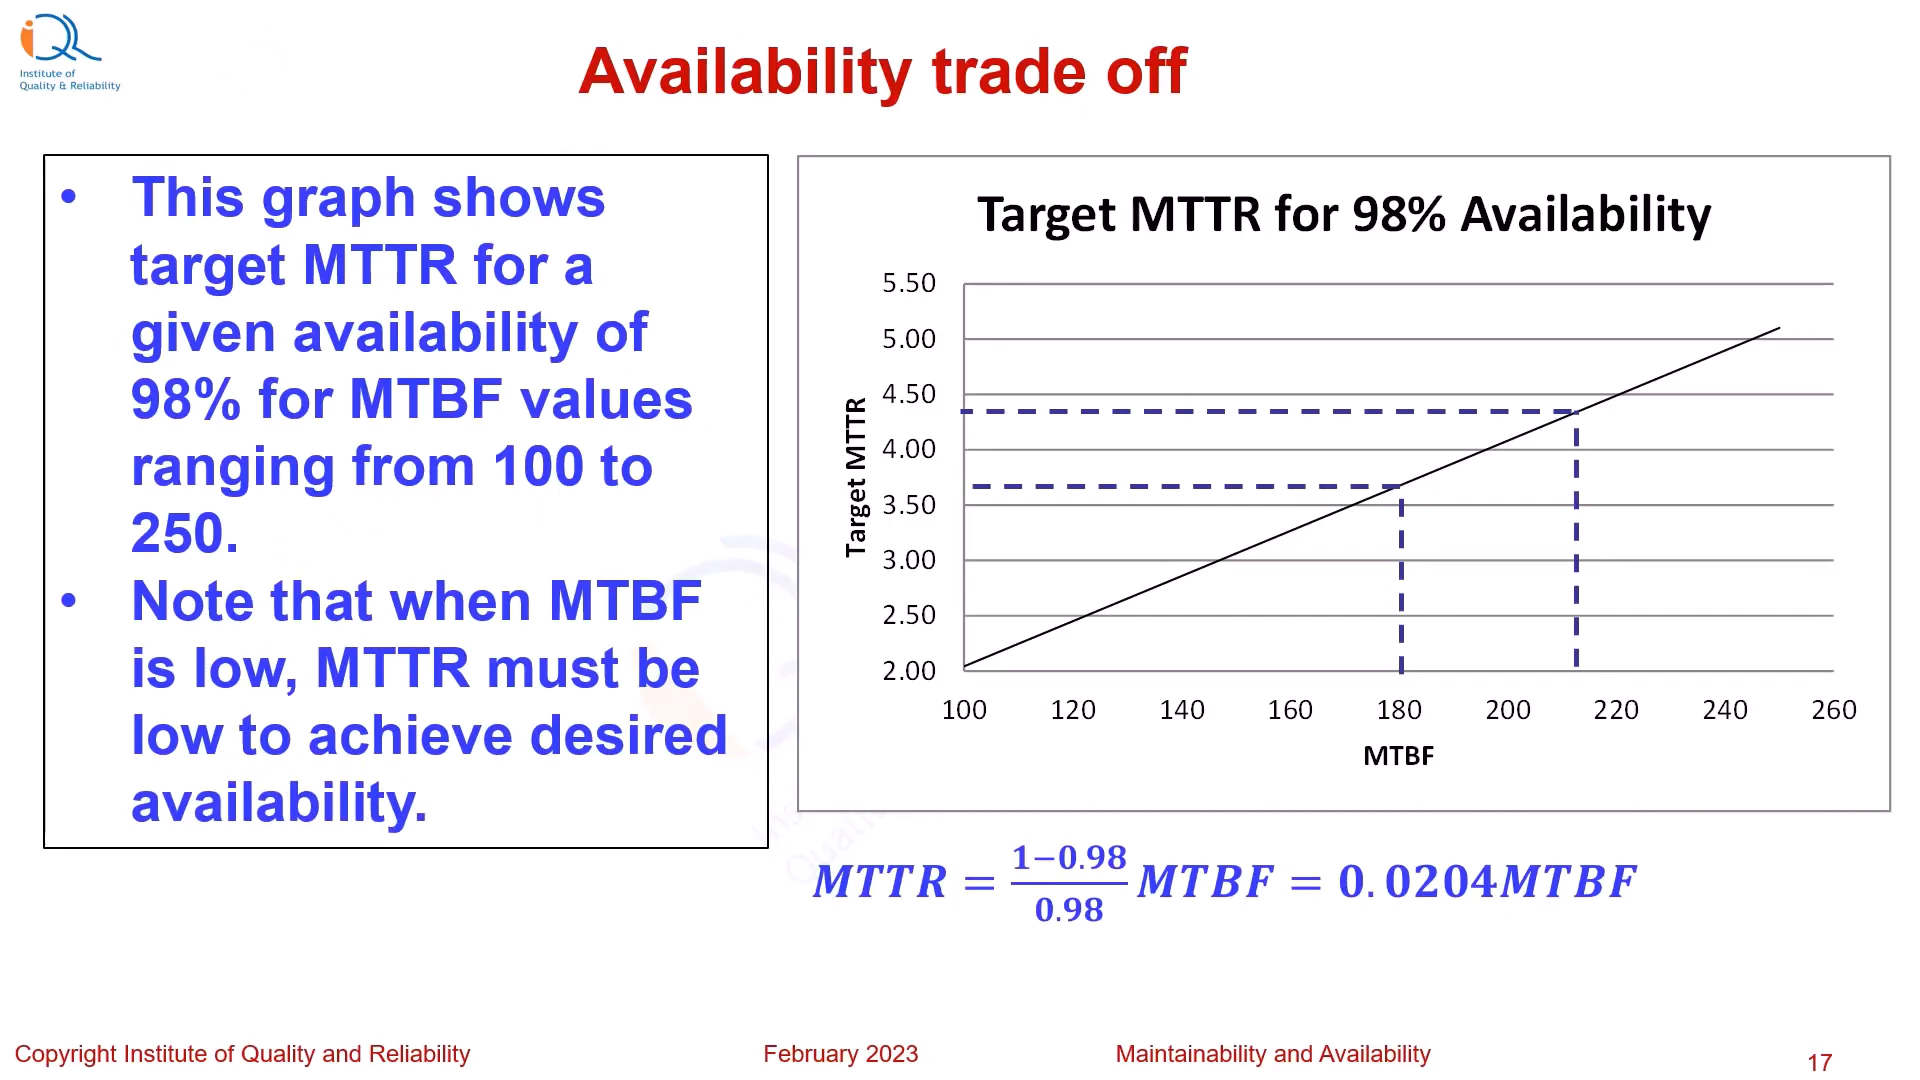 iQR
Institute of
Quality & Reliability
Availability trade off
• This graph shows
target MTTR for a
given availability of
98% for MTBF values
ranging from 100 to
250.
• Note that when MTBF
is low, MTTR must be
low to achieve desired
availability.
Target MTTR for 98% Availability
5.50
5.00
4.50
4.00
3.50
3.00
2.50
2.00
Target MTTR
100 120 140 160 180 200 220 240 260
MTBF
MTTR = 1−0.98/0.98 MTBF = 0.0204MTBF
Copyright Institute of Quality and Reliability February 2023 Maintainability and Availability 17